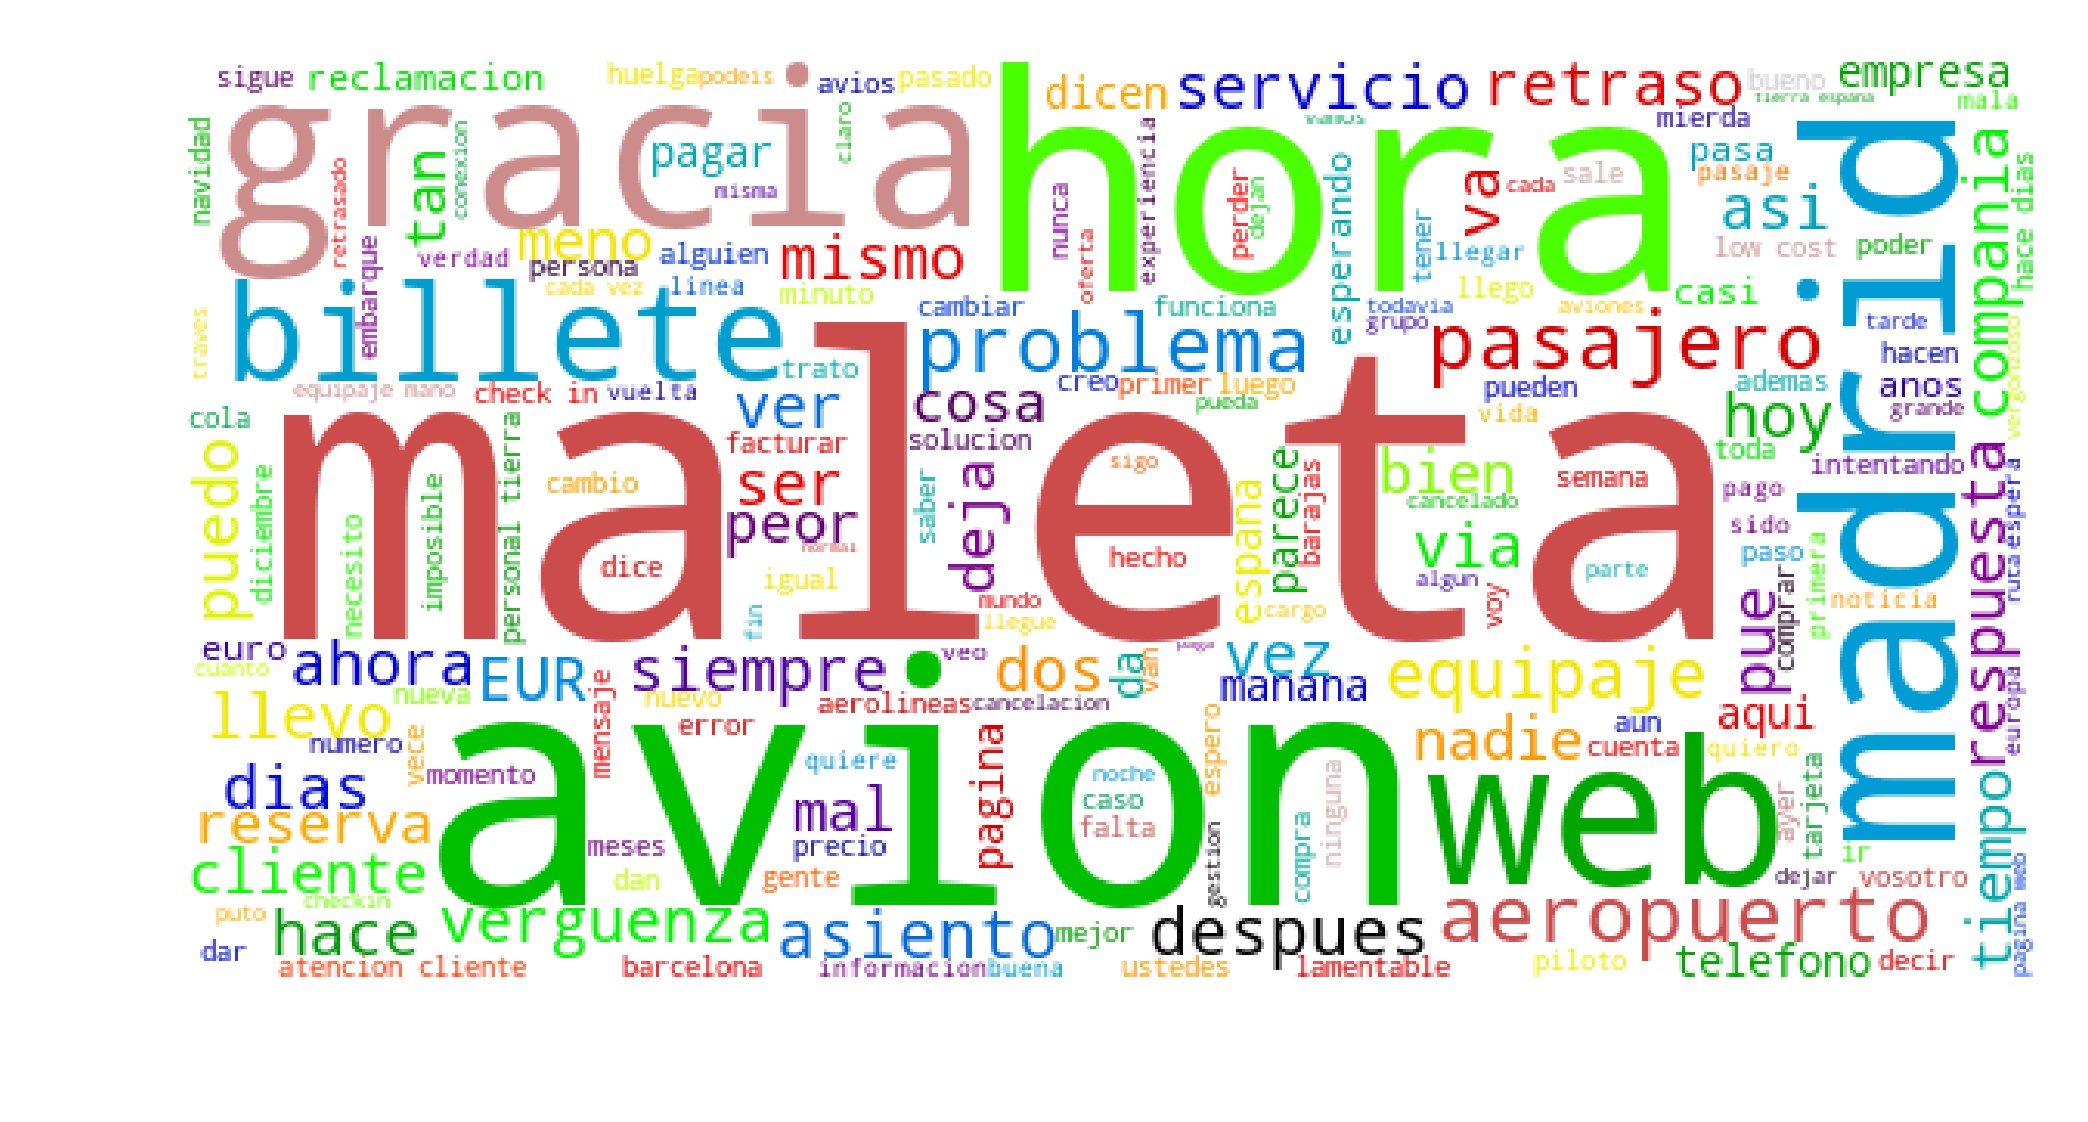 sigue
reclamacion
huelga
podeis
avios
pasado
dicen
servicio
retraso
bueno
empresa
tierra espana
mala
navidad
gracia
hora
claro
conexion
tan
retrasado
pagar
misma
vamos
mierda
experiencia
nunca
perder
dejan
esperando
va
cada
sale
pasa
pasaje
asi
low cost
poder
madrid
compania
hace dias
verdad
meno
persona
alguien
mismo
oferta
tener
llegar
embarque
cada vez
linea
minuto
cambiar
funciona
todavia
llego
aviones
casi
grupo
tarde
traves
billete
trato
problema
pasajero
hacen
vergonzoso
equipaje mano
check in
vuelta
creo
primer
luego
pueda
pueden
ademas
anos
grande
cola
maleta
ver
cosa
vida
hoy
facturar
solucion
toda
intentando
puedo
diciembre
necesito
imposible
personal tierra
cambio
ser
peor
normal
saber
deja
sigo
espana
parece
barajas
bien
cancelado
semana
pago
respuesta
espera
dice
igual
hecho
via
sido
algun
parte
paso
primera
ruta
fin
mundo
llegue
cargo
voy
pue
comprar
noticia
euro
cuanto
ahora
EUR
siempre
veo
dos
da
van
vez
manana
equipaje
europa
nueva
mensaje
nuevo
aerolineas
cancelacion
llevo
numero
vece
error
avion
pagina
espero
nadie
aun
cuenta
aqui
quiero
dias
momento
quiere
noche
caso
falta
ninguna
web
ayer
tarjeta
tiempo
reserva
mal
precio
meses
gestion
compra
ir
cliente
dan
gente
dejar
vosotro
pagina web
checkin
puto
hace
verguenza
asiento
mejor
despues
aeropuerto
dar
atencion cliente
barcelona
informacion
buena
ustedes
lamentable
piloto
telefono
decir